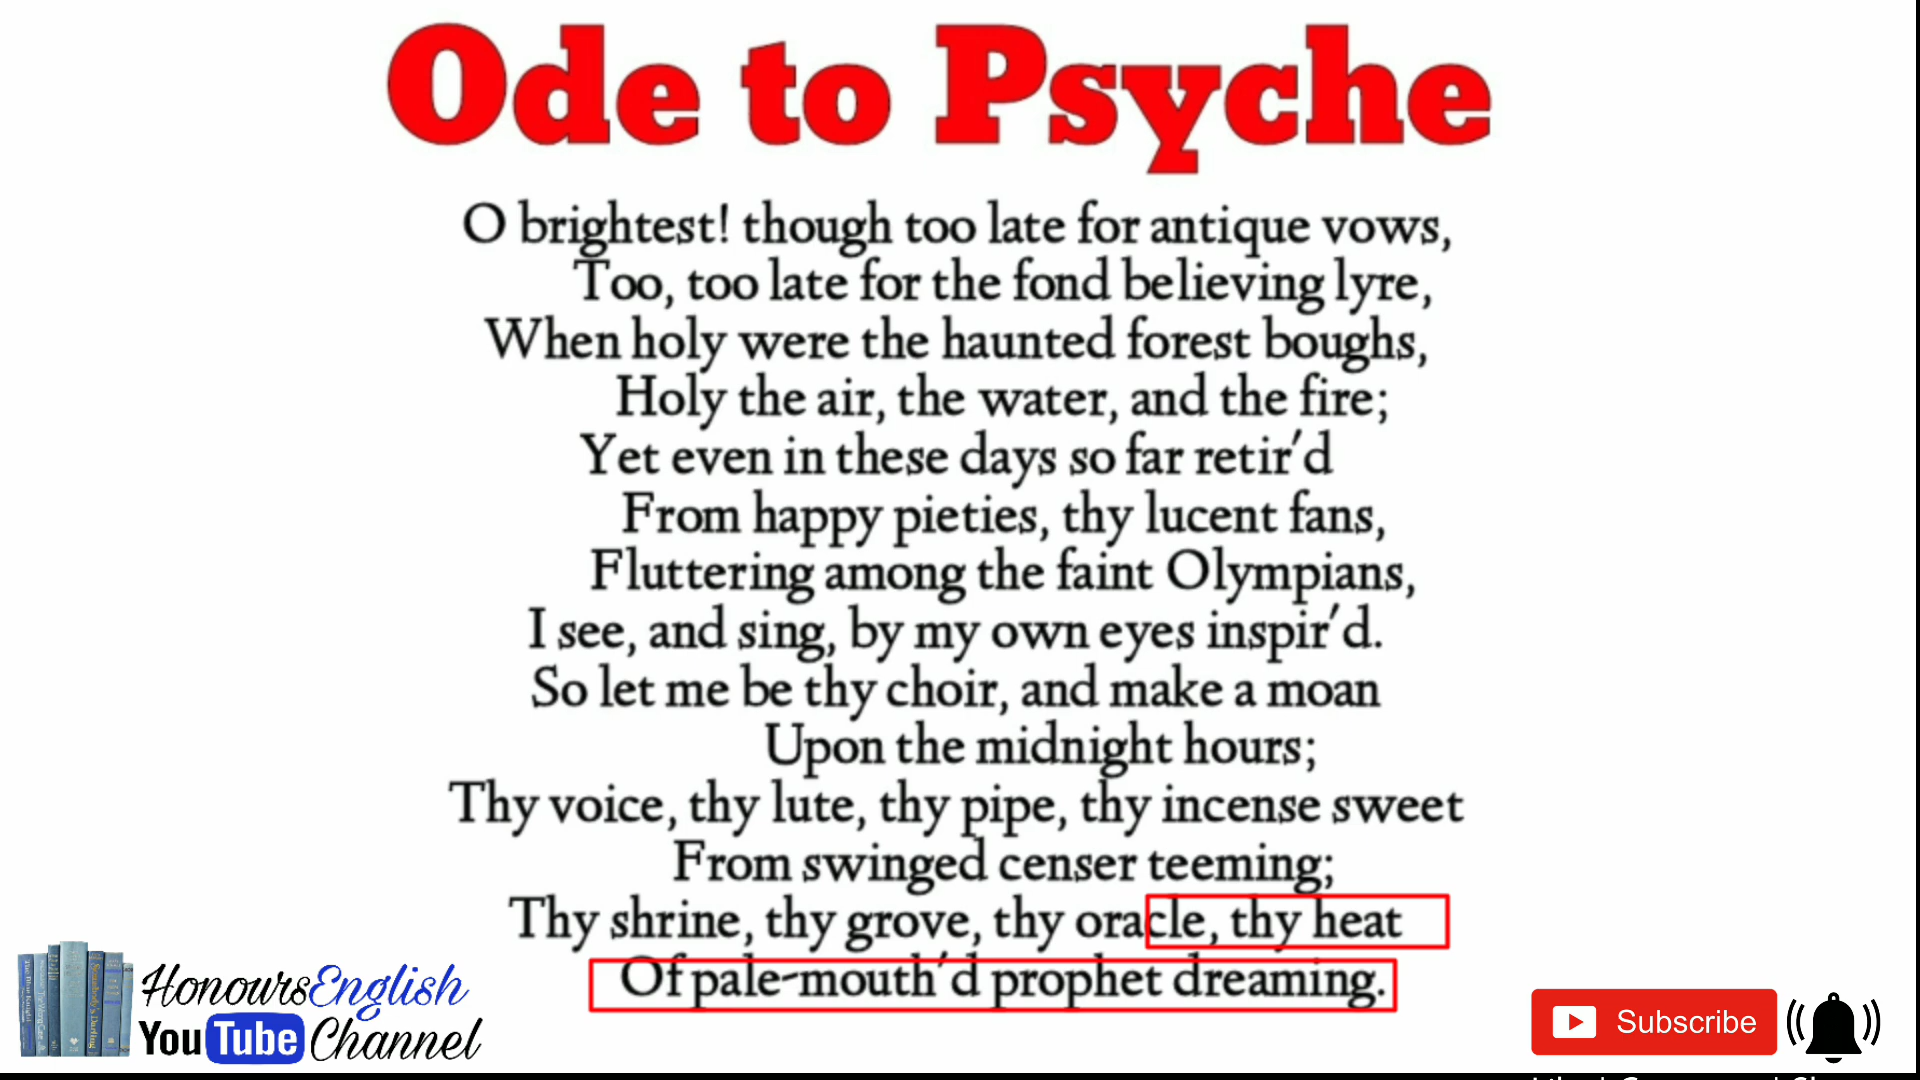 Ode to Psyche
O brightest! though too late for antique vows,
Too, too late for the fond believing lyre,
When holy were the haunted forest boughs,
Holy the air, the water, and the fire;
Yet even in these days so far retir'd
From happy pieties, thy lucent fans,
Fluttering among the faint Olympians,
I see, and sing, by my own eyes inspir'd.
So let me be thy choir, and make a moan
Upon the midnight hours;
Thy voice, thy lute, thy pipe, thy incense sweet
From swinged censer teeming;
Thy shrine, thy grove, thy oracle, thy heat
Of pale-mouth'd prophet dreaming.
HonoursEnglish
YouTube Channel
Subscribe